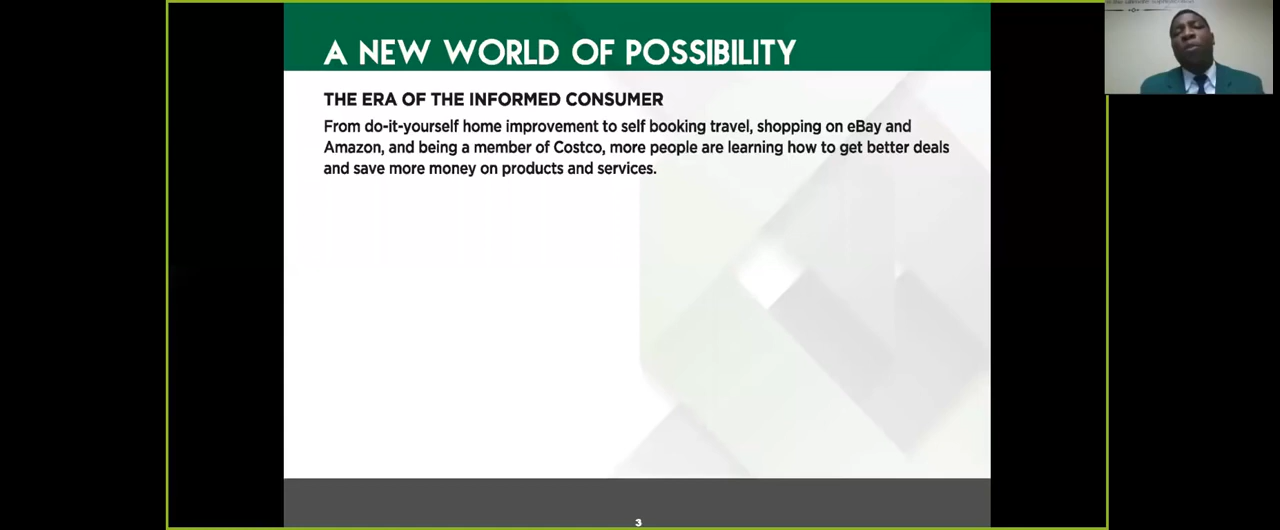 A NEW WORLD OF POSSIBILITY
THE ERA OF THE INFORMED CONSUMER
From do-it-yourself home improvement to self booking travel, shopping on eBay and
Amazon, and being a member of Costco, more people are learning how to get better deals
and save more money on products and services.
3